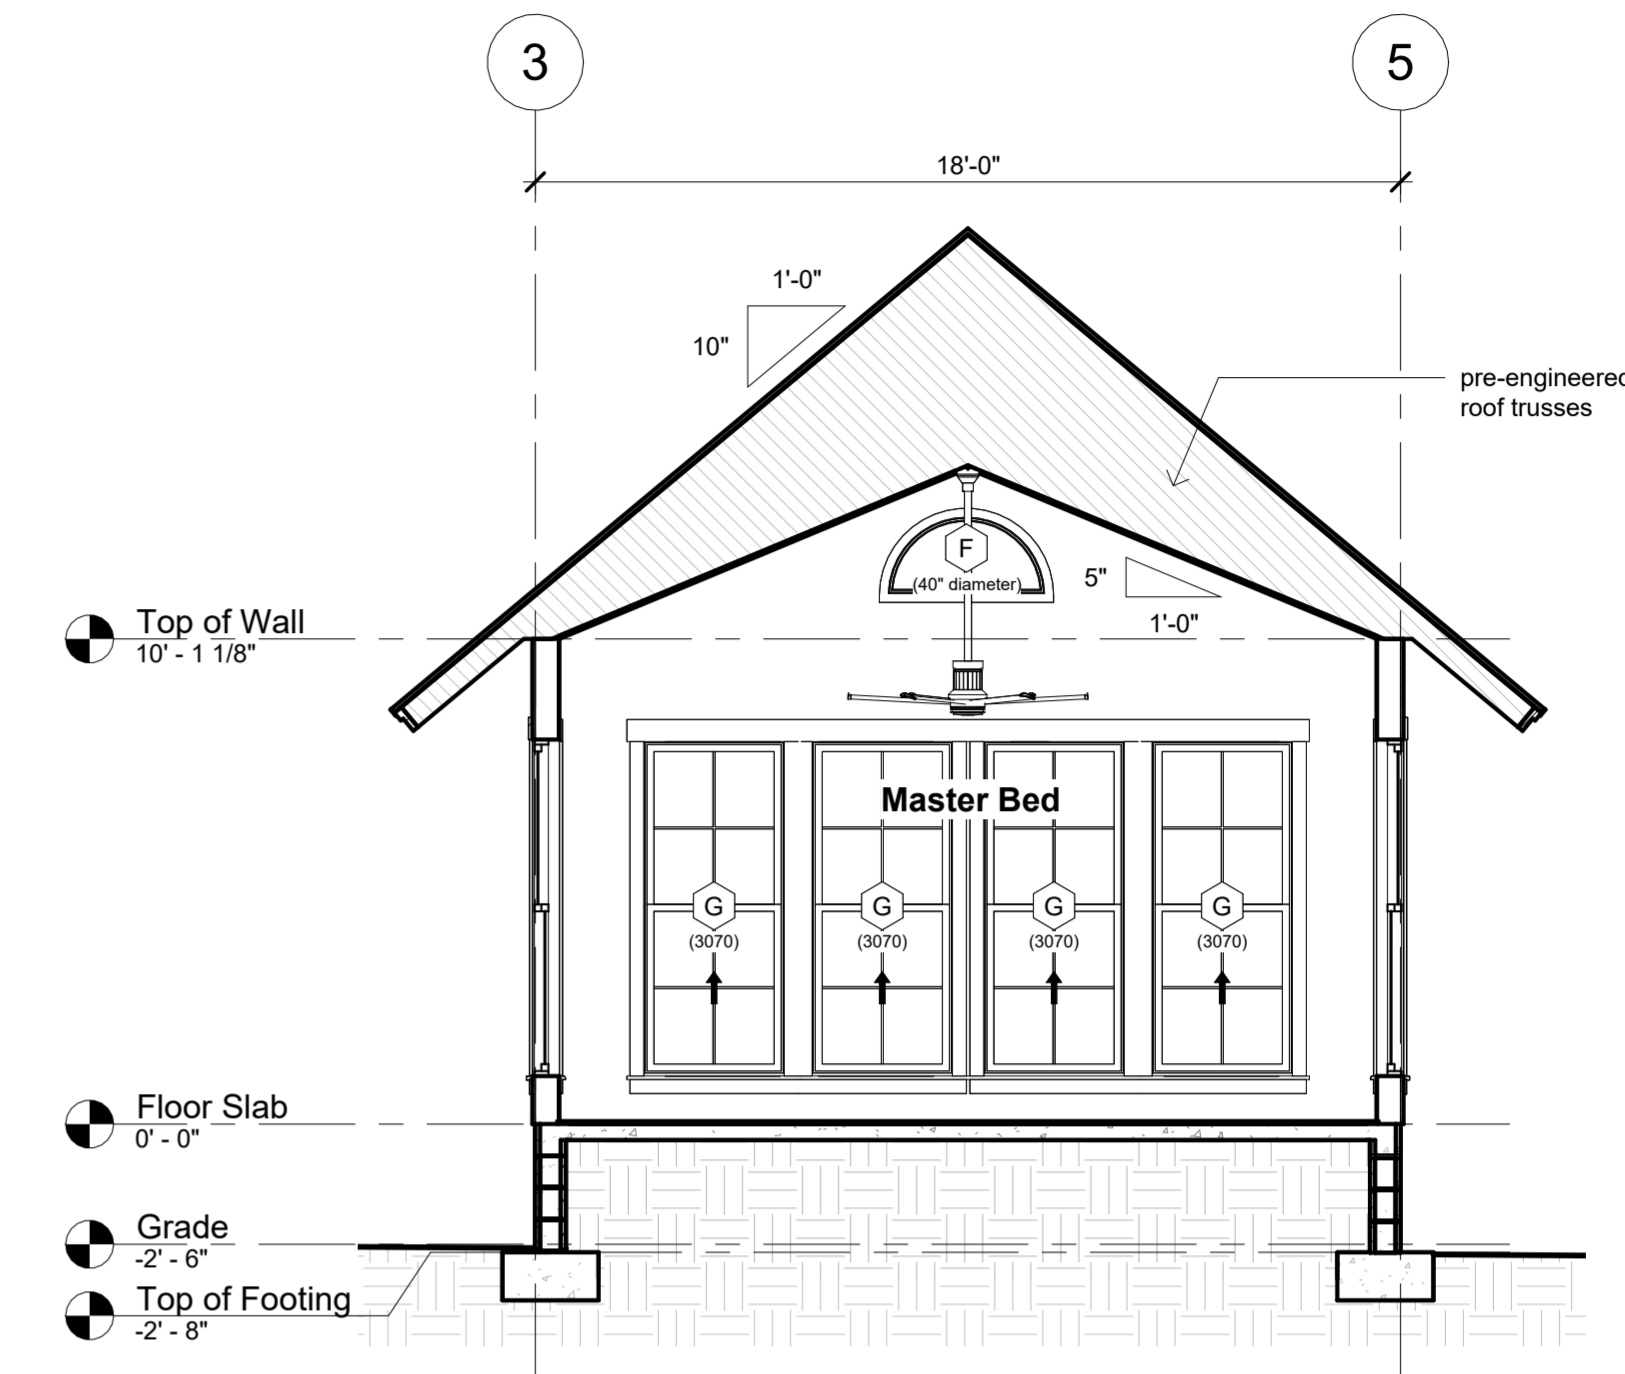 3
5
18'-0"
1'-0"
10"
pre-engineered
roof trusses
F
(40" diameter)
5"
1'-0"
Top of Wall
10' - 1 1/8"
Master Bed
G
G
G
G
(3070)
(3070)
(3070)
(3070)
Floor Slab
0' - 0"
Grade
-2' - 6"
Top of Footing
-2' - 8"